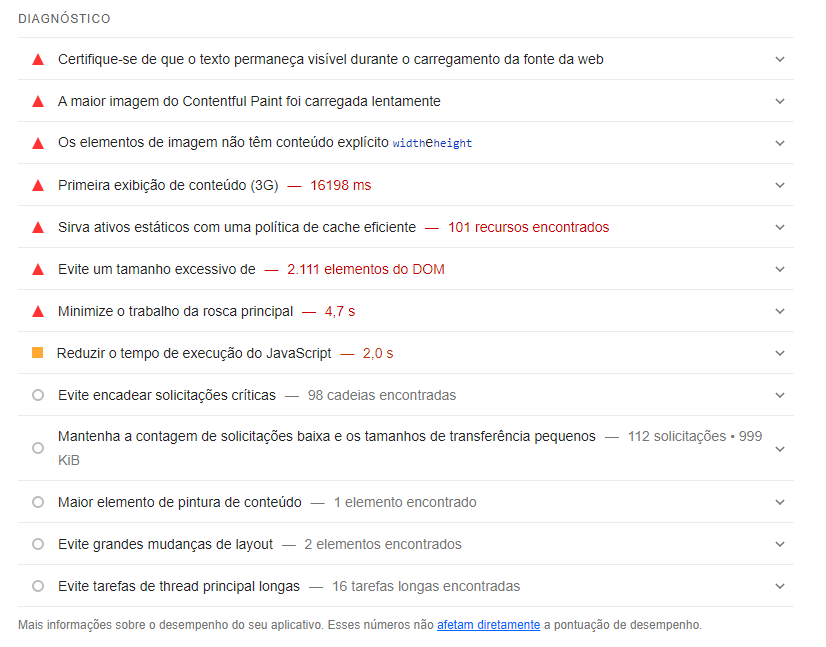 DIAGNÓSTICO
Certifique-se de que o texto permaneça visível durante o carregamento da fonte da web
A maior imagem do Contentful Paint foi carregada lentamente
Os elementos de imagem não têm conteúdo explícito widtheheight
Primeira exibição de conteúdo (3G) — 16198 ms
Sirva ativos estáticos com uma política de cache eficiente — 101 recursos encontrados
Evite um tamanho excessivo de — 2.111 elementos do DOM
Minimize o trabalho da rosca principal — 4,7 s
Reduzir o tempo de execução do JavaScript — 2,0 s
Evite encadear solicitações críticas — 98 cadeias encontradas
Mantenha a contagem de solicitações baixa e os tamanhos de transferência pequenos — 112 solicitações • 999
KiB
Maior elemento de pintura de conteúdo — 1 elemento encontrado
Evite grandes mudanças de layout — 2 elementos encontrados
Evite tarefas de thread principal longas — 16 tarefas longas encontradas
Mais informações sobre o desempenho do seu aplicativo. Esses números não afetam diretamente a pontuação de desempenho.